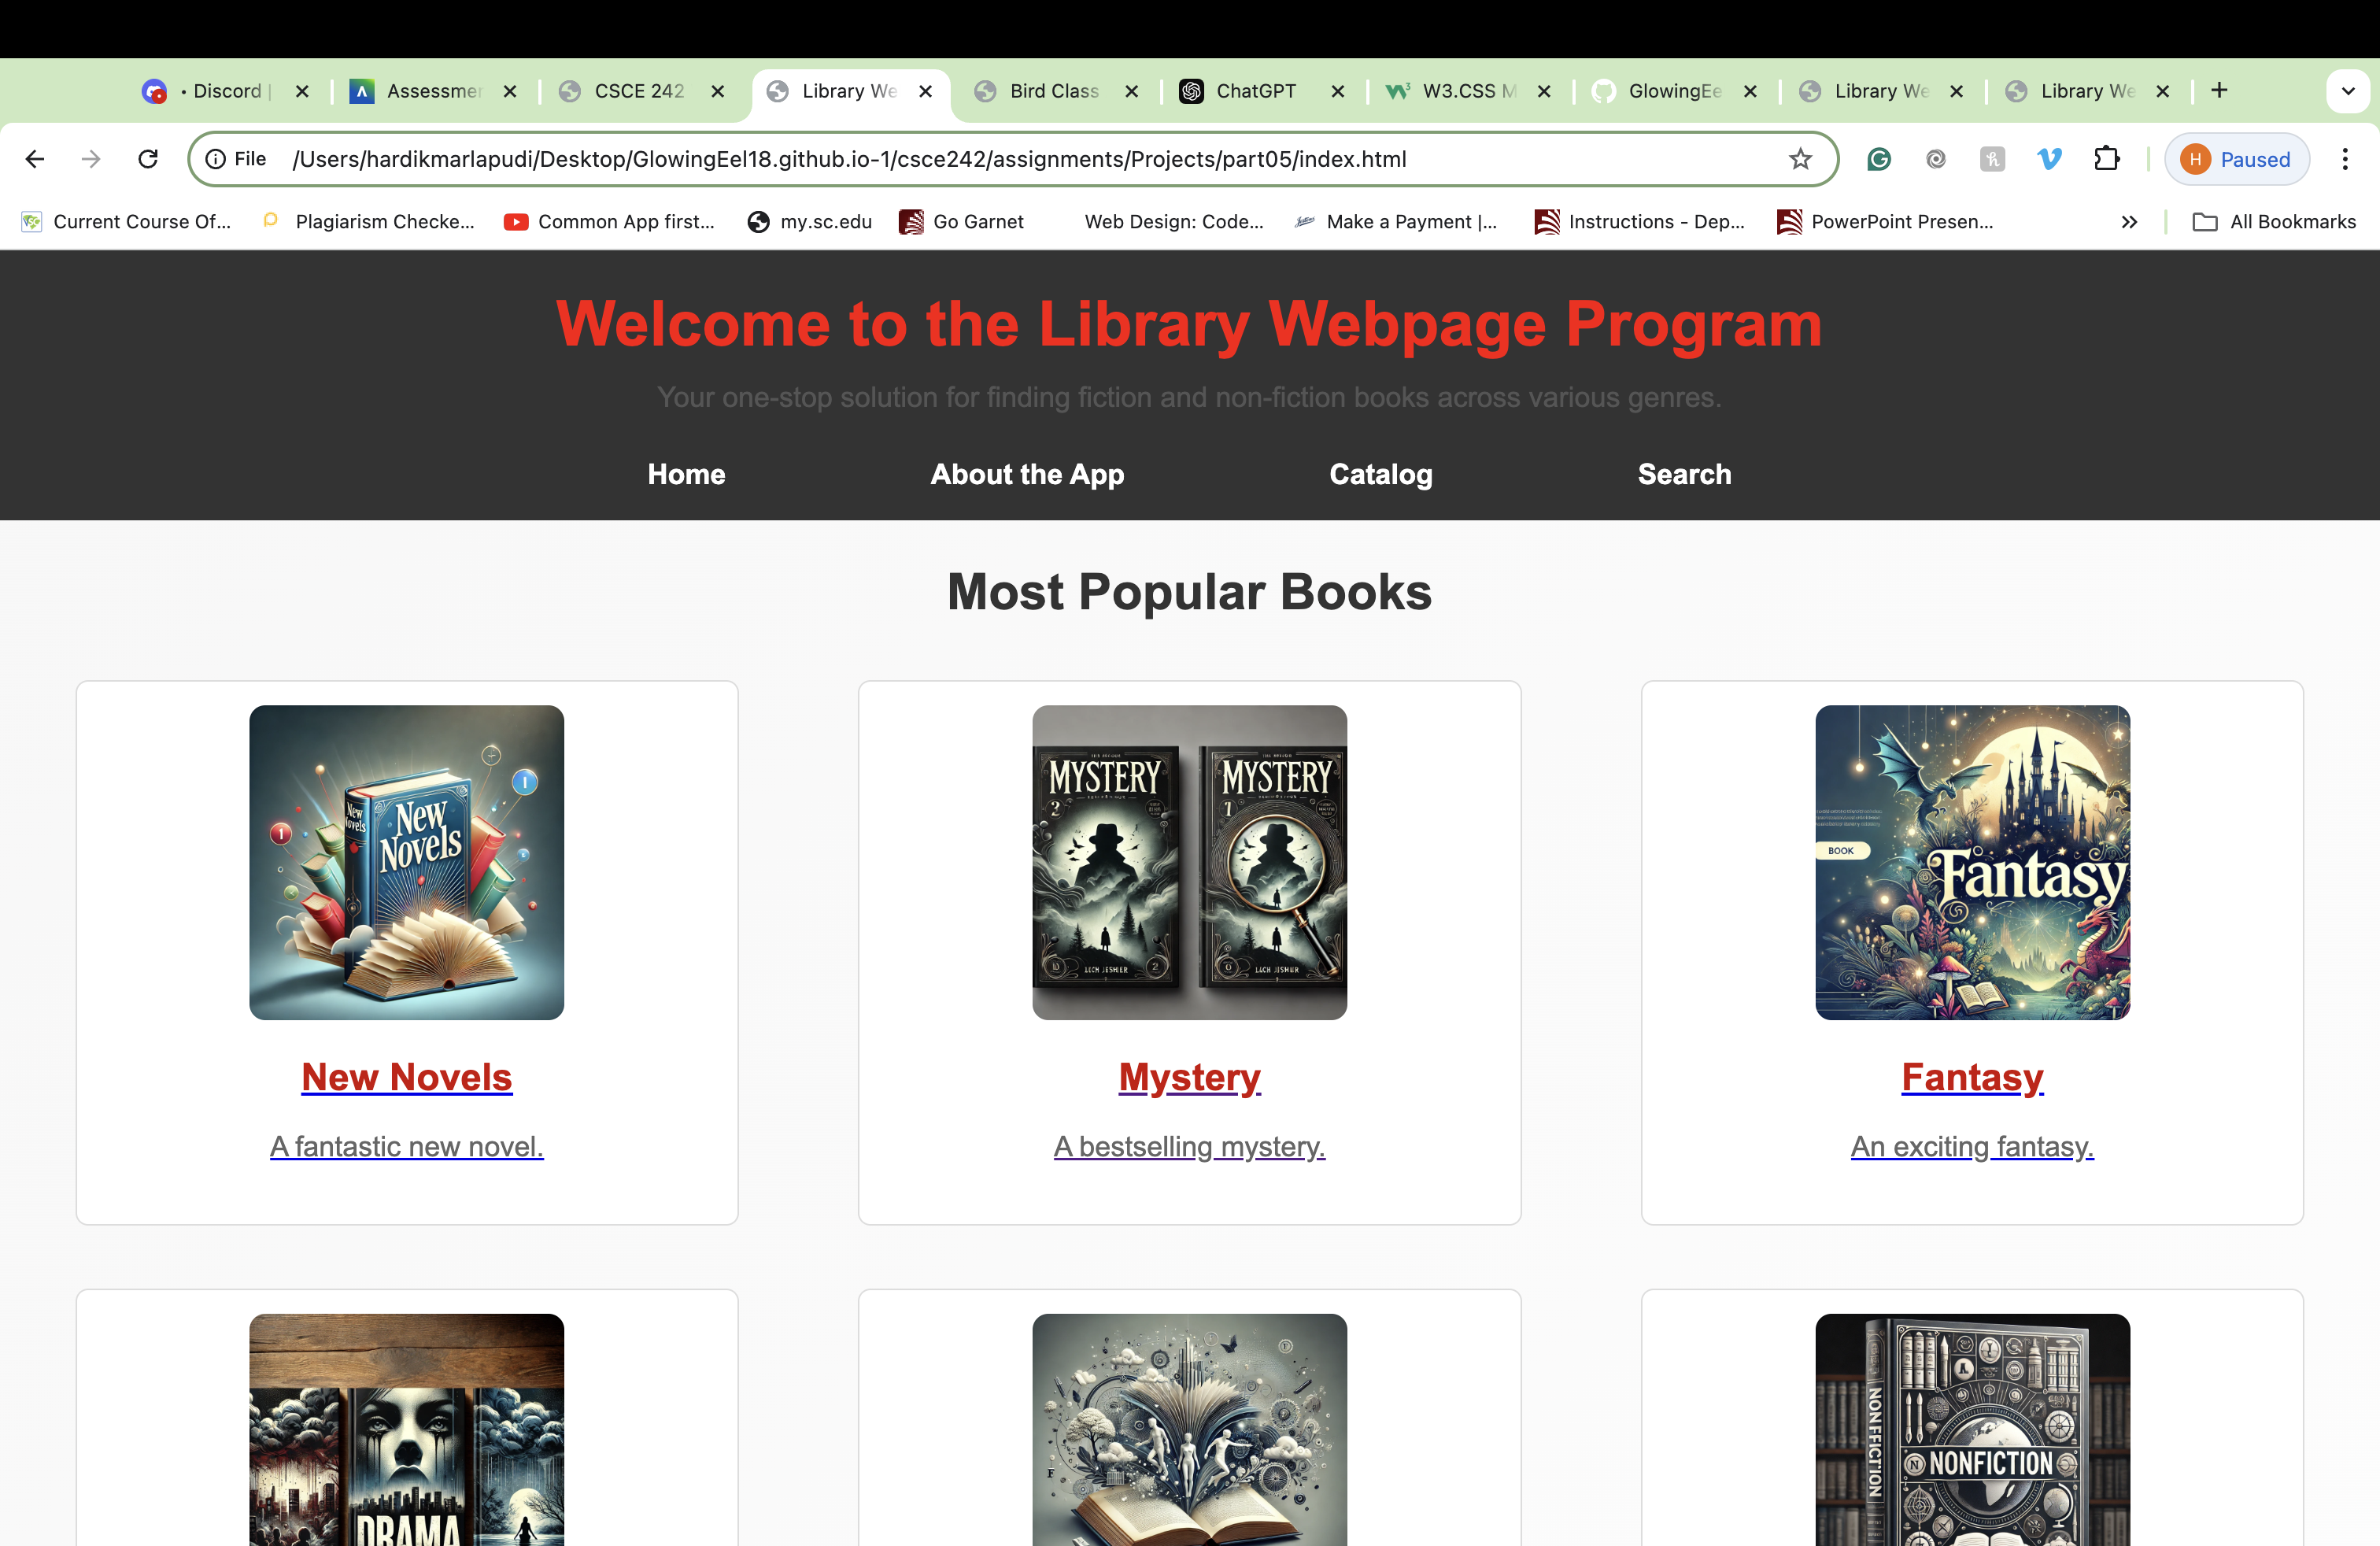 • Discord |
Assessmen
CSCE 242
Library We
Bird Class
ChatGPT
W3.CSS M
GlowingEe
Library We
Library We
File
/Users/hardikmarlapudi/Desktop/GlowingEel18.github.io-1/csce242/assignments/Projects/part05/index.html
H
Paused
Current Course Of...
Plagiarism Checke...
Common App first...
my.sc.edu
Go Garnet
Web Design: Code...
Make a Payment |...
Instructions - Dep...
PowerPoint Presen...
All Bookmarks
Welcome to the Library Webpage Program
Your one-stop solution for finding fiction and non-fiction books across various genres.
Home
About the App
Catalog
Search
Most Popular Books
New Novels
New Novels
MYSTERY
2
MYSTERY
1
BOOK
Fantasy
New Novels
Mystery
Fantasy
A fantastic new novel.
A bestselling mystery.
An exciting fantasy.
DRAMA
NONFFICTION
NONFICTION